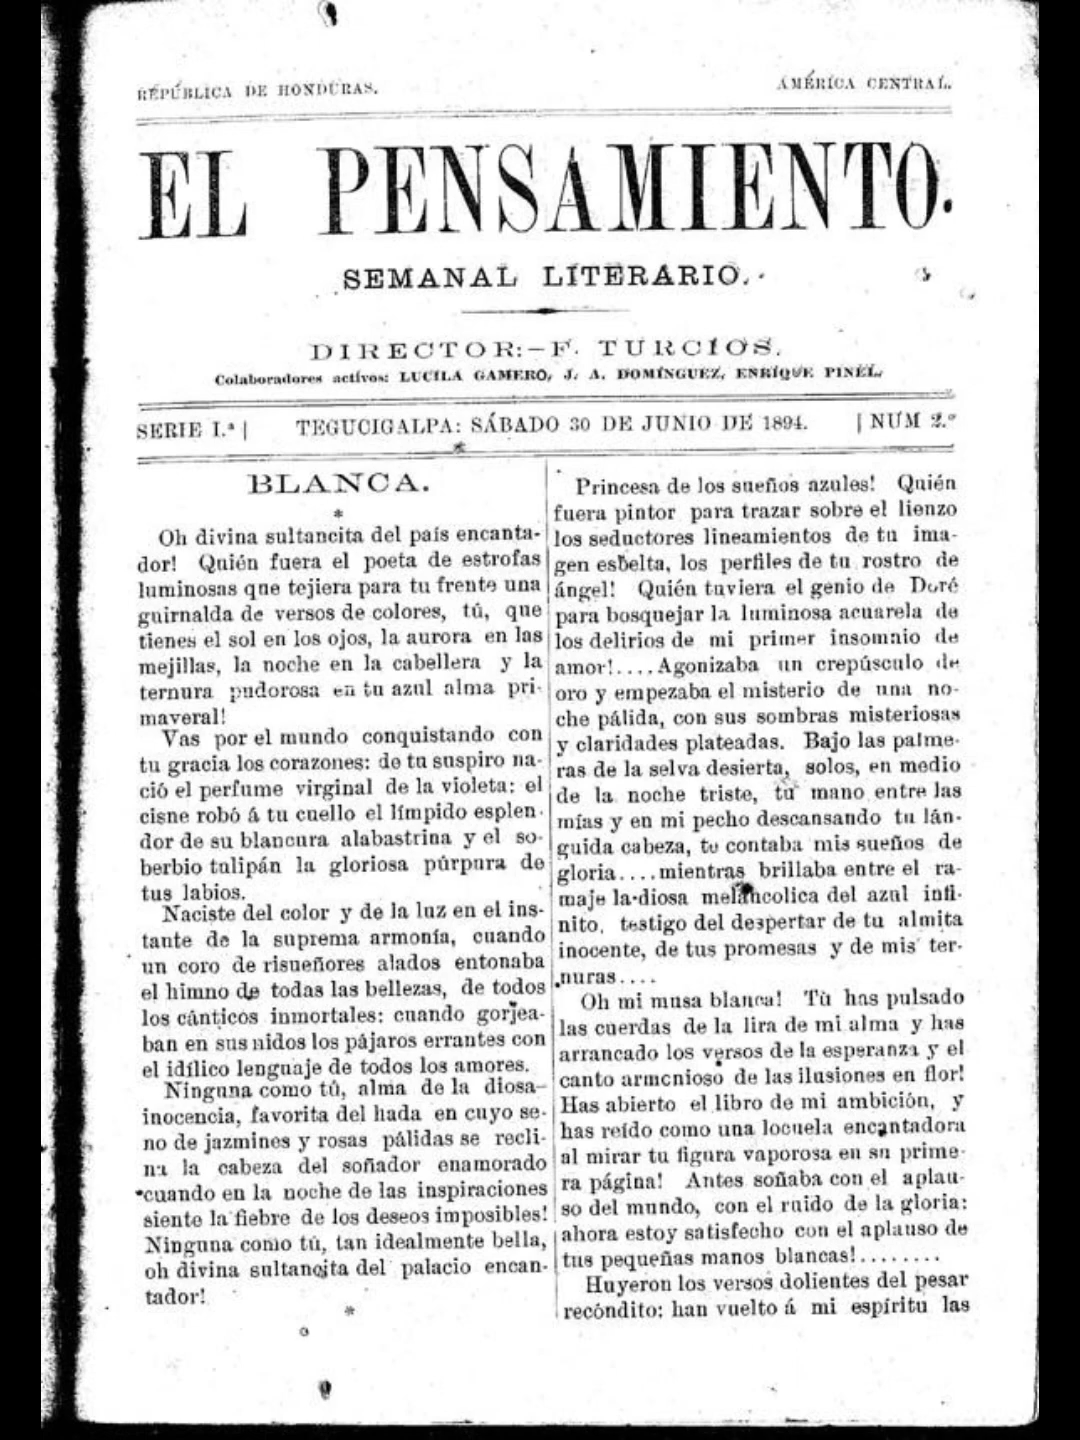 REPÚBLICA DE HONDURAS.
AMÉRICA CENTRAL.
EL PENSAMIENTO.
SEMANAL LITERARIO.
DIRECTOR:—F. TURCÍOS.
Colaboradores activos: LUCILA GAMERO, J. A. DOMÍNGUEZ, ENRÍQUE PINEL.
SERIE I.ª | TEGUCIGALPA: SÁBADO 30 DE JUNIO DE 1894. | NUM 2.º
BLANCA.
*
Oh divina sultancita del país encanta-
dor! Quién fuera el poeta de estrofas
luminosas que tejiera para tu frente una
guirnalda de versos de colores, tú, que
tienes el sol en los ojos, la aurora en las
mejillas, la noche en la cabellera y la
ternura pudorosa en tu azul alma pri-
maveral!
Vas por el mundo conquistando con
tu gracia los corazones: de tu suspiro na-
ció el perfume virginal de la violeta: el
cisne robó á tu cuello el límpido esplen-
dor de su blancura alabastrina y el so-
berbio tulipán la gloriosa púrpura de
tus labios.
Naciste del color y de la luz en el ins-
tante de la suprema armonía, cuando
un coro de risueñores alados entonaba
el himno de todas las bellezas, de todos
los cánticos inmortales: cuando gorjea-
ban en sus nidos los pájaros errantes con
el idílico lenguaje de todos los amores.
Ninguna como tú, alma de la diosa—
inocencia, favorita del hada en cuyo se-
no de jazmines y rosas pálidas se recli-
na la cabeza del soñador enamorado
cuando en la noche de las inspiraciones
siente la fiebre de los deseos imposibles!
Ninguna como tú, tan idealmente bella,
oh divina sultancita del palacio encan-
tador!
*
Princesa de los sueños azules! Quién
fuera pintor para trazar sobre el lienzo
los seductores lineamientos de tu ima-
gen esbelta, los perfiles de tu rostro de
ángel! Quién tuviera el genio de Doré
para bosquejar la luminosa acuarela de
los delirios de mi primer insomnio de
amor!....Agonizaba un crepúsculo de
oro y empezaba el misterio de una no-
che pálida, con sus sombras misteriosas
y claridades plateadas. Bajo las palme-
ras de la selva desierta, solos, en medio
de la noche triste, tu mano entre las
mías y en mi pecho descansando tu lán-
guida cabeza, te contaba mis sueños de
gloria....mientras brillaba entre el ra-
maje la diosa melancolica del azul infi-
nito, testigo del despertar de tu almita
inocente, de tus promesas y de mis ter-
nuras....
Oh mi musa blanca! Tù has pulsado
las cuerdas de la lira de mi alma y has
arrancado los versos de la esperanza y el
canto armonioso de las ilusiones en flor!
Has abierto el libro de mi ambición, y
has reído como una locuela encantadora
al mirar tu figura vaporosa en su prime-
ra página! Antes soñaba con el aplau-
so del mundo, con el ruido de la gloria:
ahora estoy satisfecho con el aplauso de
tus pequeñas manos blancas!........
Huyeron los versos dolientes del pesar
recóndito: han vuelto á mi espíritu las